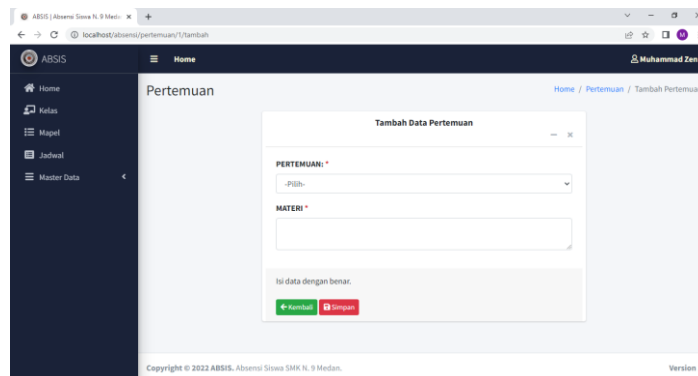 ABSIS | Absensi Siswa N. 9 Meda
localhost/absensi/pertemuan/1/tambah
M
ABSIS
Home
Muhammad Zen
Home
Kelas
Mapel
Jadwal
Master Data
Pertemuan
Home / Pertemuan / Tambah Pertemua
Tambah Data Pertemuan
PERTEMUAN: *
-Pilih-
MATERI *
Isi data dengan benar.
Kembali
Simpan
Copyright © 2022 ABSIS. Absensi Siswa SMK N. 9 Medan.
Version